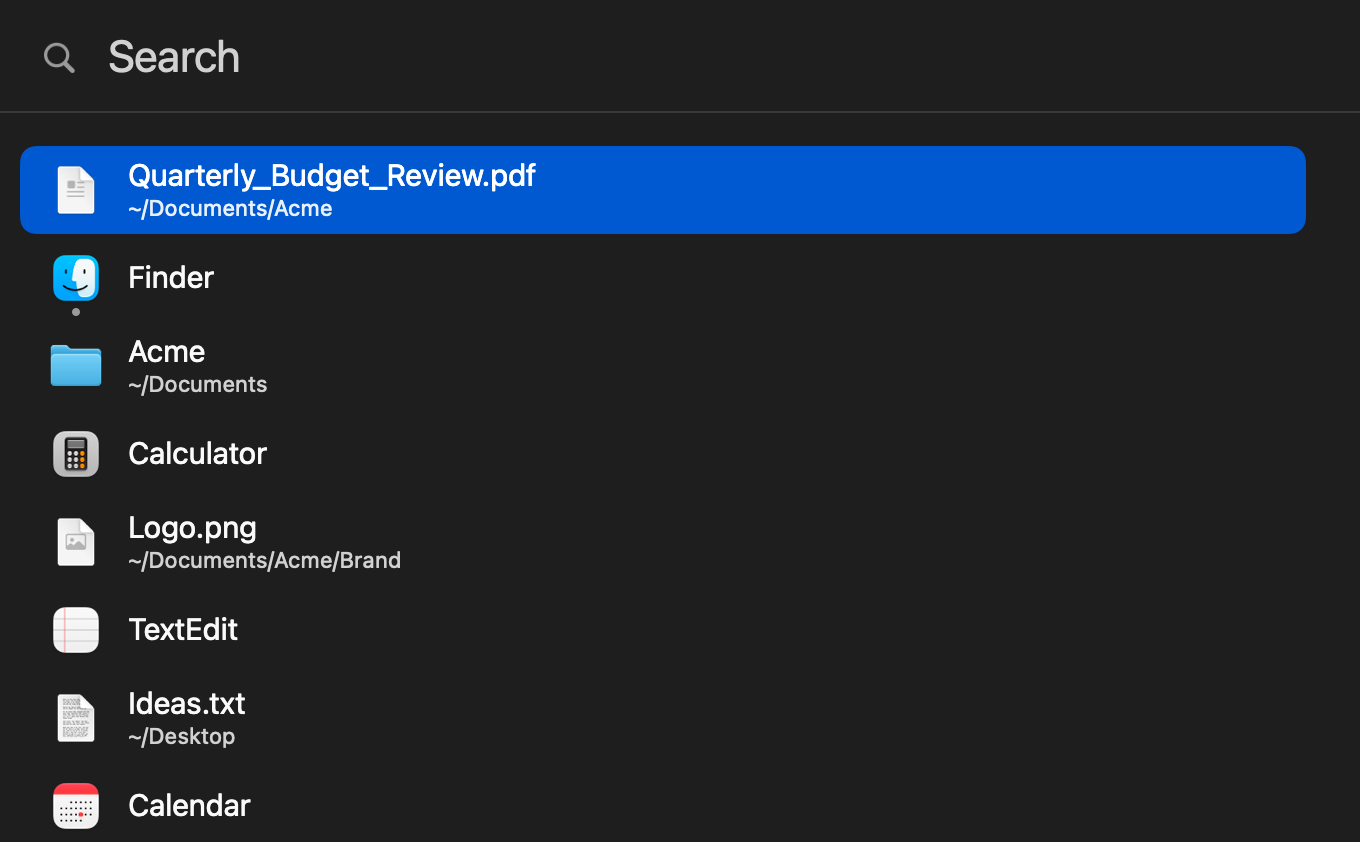 Search
Quarterly_Budget_Review.pdf
~/Documents/Acme
Finder
Acme
~/Documents
Calculator
Logo.png
~/Documents/Acme/Brand
TextEdit
Ideas.txt
~/Desktop
Calendar